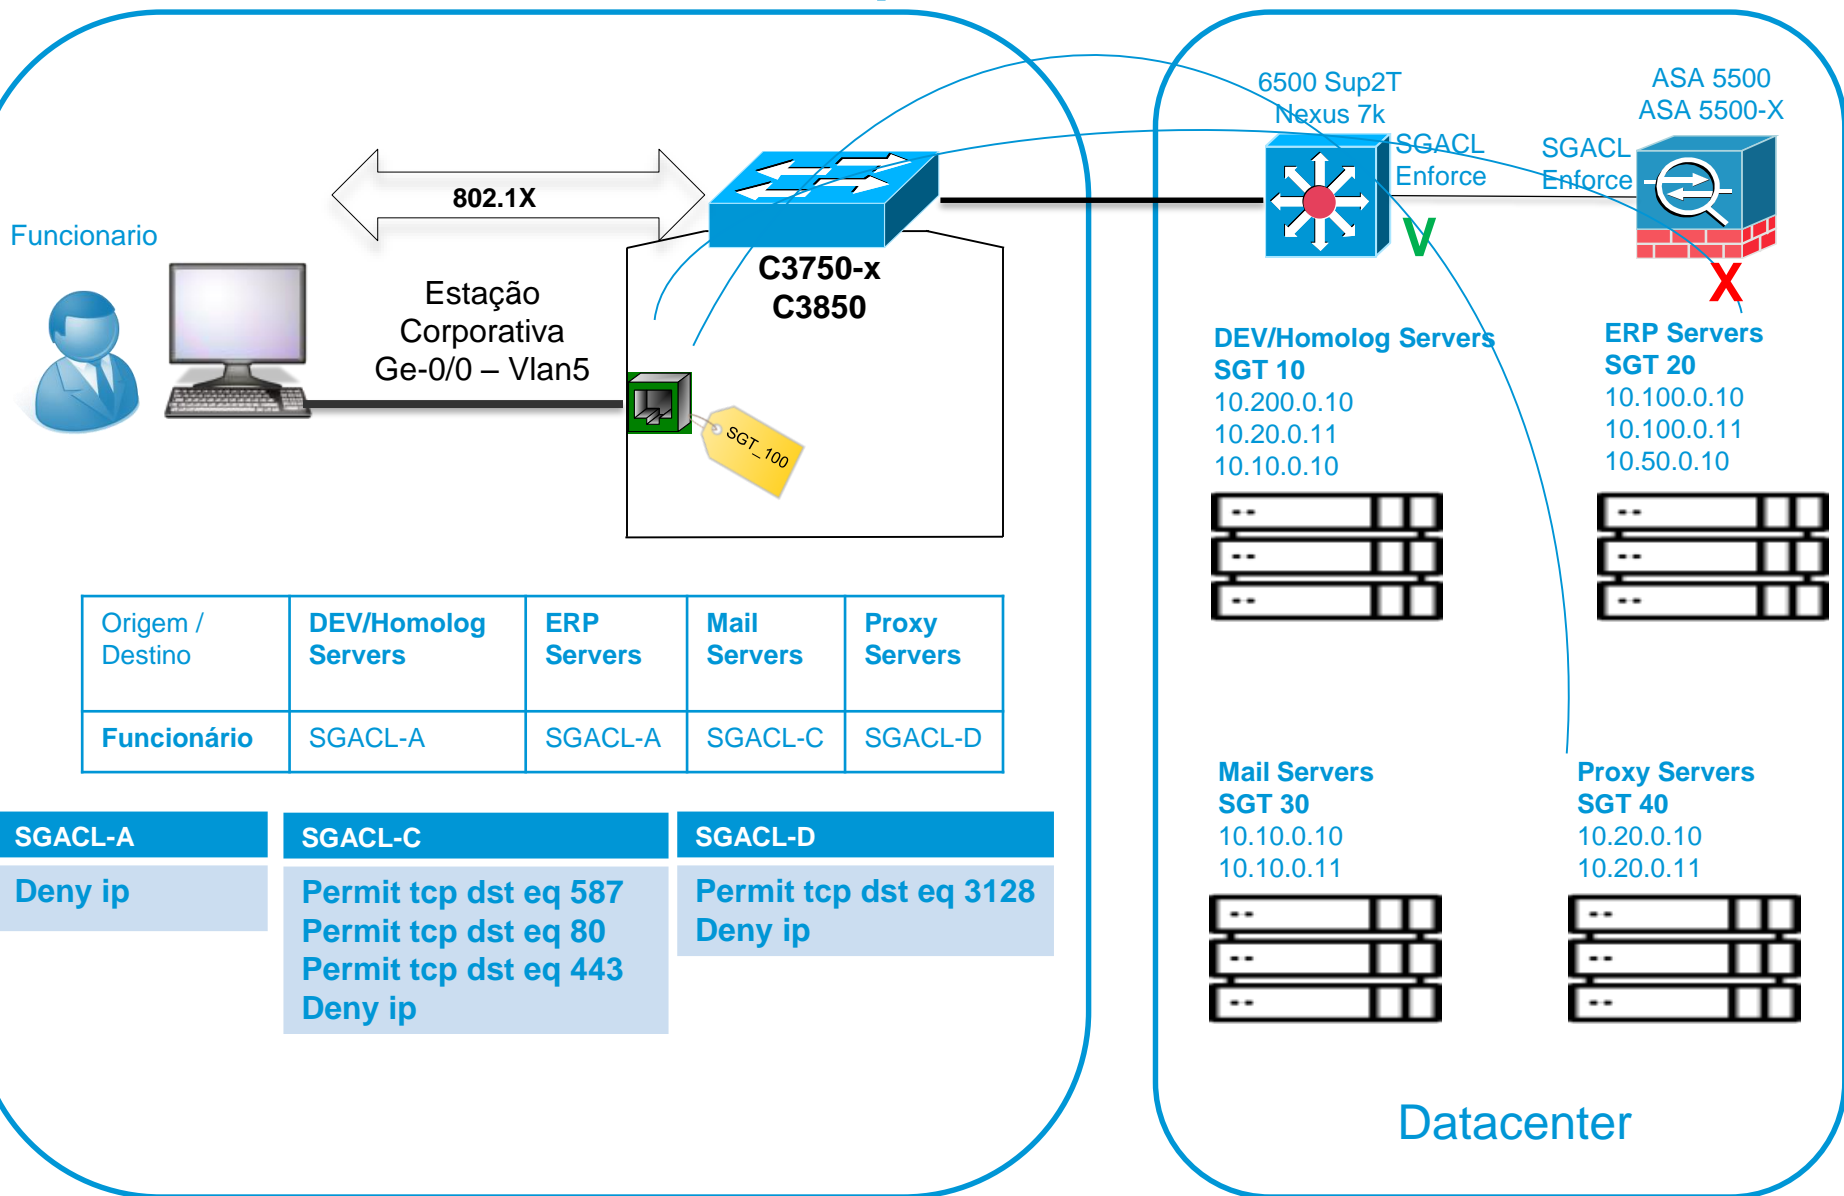 6500 Sup2T
Nexus 7k
ASA 5500
ASA 5500-X
SGACL
Enforce
SGACL
Enforce
802.1X
Funcionario
C3750-x
C3850
V
X
Estação
Corporativa
Ge-0/0 – Vlan5
SGT_100
DEV/Homolog Servers
SGT 10
10.200.0.10
10.20.0.11
10.10.0.10
ERP Servers
SGT 20
10.100.0.10
10.100.0.11
10.50.0.10
Origem /
Destino
DEV/Homolog
Servers
ERP
Servers
Mail
Servers
Proxy
Servers
Funcionário
SGACL-A
SGACL-A
SGACL-C
SGACL-D
Mail Servers
SGT 30
10.10.0.10
10.10.0.11
Proxy Servers
SGT 40
10.20.0.10
10.20.0.11
SGACL-A
Deny ip
SGACL-C
Permit tcp dst eq 587
Permit tcp dst eq 80
Permit tcp dst eq 443
Deny ip
SGACL-D
Permit tcp dst eq 3128
Deny ip
Datacenter